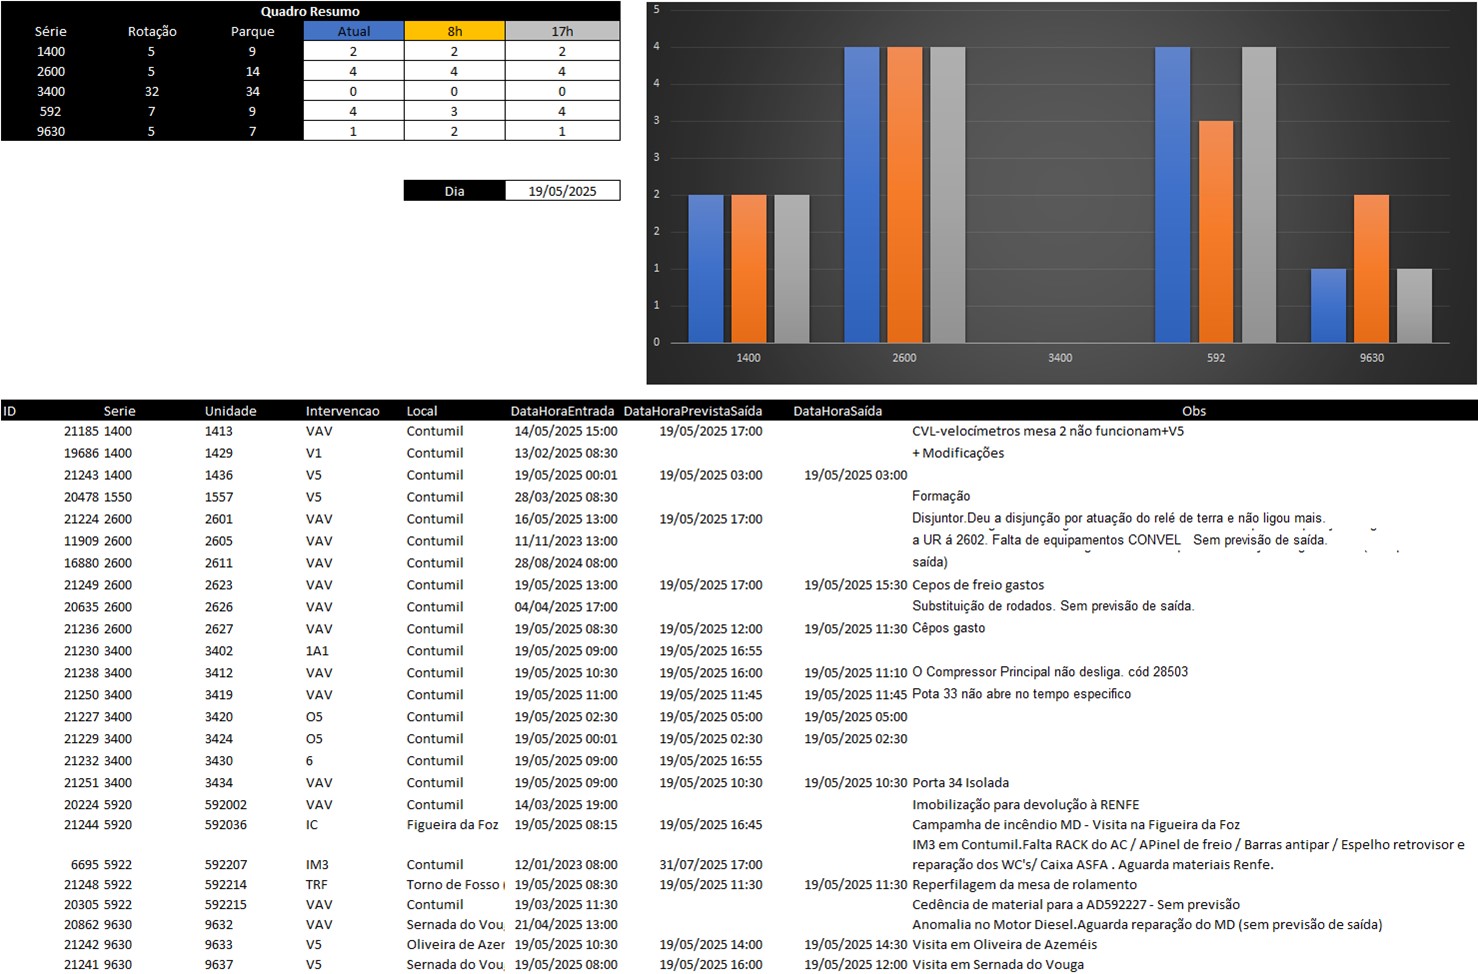 Quadro Resumo
Série Rotação Parque Atual 8h 17h
1400 5 9 2 2 2
2600 5 14 4 4 4
3400 32 34 0 0 0
592 7 9 4 3 4
9630 5 7 1 2 1
Dia 19/05/2025
5
4
4
3
3
2
2
1
1
0
1400 2600 3400 592 9630
ID Serie Unidade Intervencao Local DataHoraEntrada DataHoraPrevistaSaída DataHoraSaída Obs
21185 1400 1413 VAV Contumil 14/05/2025 15:00 19/05/2025 17:00 CVL-velocímetros mesa 2 não funcionam+V5
19686 1400 1429 V1 Contumil 13/02/2025 08:30 + Modificações
21243 1400 1436 V5 Contumil 19/05/2025 00:01 19/05/2025 03:00 19/05/2025 03:00
20478 1550 1557 V5 Contumil 28/03/2025 08:30 Formação
21224 2600 2601 VAV Contumil 16/05/2025 13:00 19/05/2025 17:00 Disjuntor.Deu a disjunção por atuação do relé de terra e não ligou mais.
11909 2600 2605 VAV Contumil 11/11/2023 13:00 a UR á 2602. Falta de equipamentos CONVEL Sem previsão de saída.
16880 2600 2611 VAV Contumil 28/08/2024 08:00 saída)
21249 2600 2623 VAV Contumil 19/05/2025 13:00 19/05/2025 17:00 19/05/2025 15:30 Cepos de freio gastos
20635 2600 2626 VAV Contumil 04/04/2025 17:00 Substituição de rodados. Sem previsão de saída.
21236 2600 2627 VAV Contumil 19/05/2025 08:30 19/05/2025 12:00 19/05/2025 11:30 Cêpos gasto
21230 3400 3402 1A1 Contumil 19/05/2025 09:00 19/05/2025 16:55
21238 3400 3412 VAV Contumil 19/05/2025 10:30 19/05/2025 16:00 19/05/2025 11:10 O Compressor Principal não desliga. cód 28503
21250 3400 3419 VAV Contumil 19/05/2025 11:00 19/05/2025 11:45 19/05/2025 11:45 Pota 33 não abre no tempo especifico
21227 3400 3420 O5 Contumil 19/05/2025 02:30 19/05/2025 05:00 19/05/2025 05:00
21229 3400 3424 O5 Contumil 19/05/2025 00:01 19/05/2025 02:30 19/05/2025 02:30
21232 3400 3430 6 Contumil 19/05/2025 09:00 19/05/2025 16:55
21251 3400 3434 VAV Contumil 19/05/2025 09:00 19/05/2025 10:30 19/05/2025 10:30 Porta 34 Isolada
20224 5920 592002 VAV Contumil 14/03/2025 19:00 Imobilização para devolução à RENFE
21244 5920 592036 IC Figueira da Foz 19/05/2025 08:15 19/05/2025 16:45 Campamha de incêndio MD - Visita na Figueira da Foz
IM3 em Contumil.Falta RACK do AC / APinel de freio / Barras antipar / Espelho retrovisor e
6695 5922 592207 IM3 Contumil 12/01/2023 08:00 31/07/2025 17:00 reparação dos WC's/ Caixa ASFA . Aguarda materiais Renfe.
21248 5922 592214 TRF Torno de Fosso ( 19/05/2025 08:30 19/05/2025 11:30 19/05/2025 11:30 Reperfilagem da mesa de rolamento
20305 5922 592215 VAV Contumil 19/03/2025 11:30 Cedência de material para a AD592227 - Sem previsão
20862 9630 9632 VAV Sernada do Vou 21/04/2025 13:00 Anomalia no Motor Diesel.Aguarda reparação do MD (sem previsão de saída)
21242 9630 9633 V5 Oliveira de Azer 19/05/2025 10:30 19/05/2025 14:00 19/05/2025 14:30 Visita em Oliveira de Azeméis
21241 9630 9637 V5 Sernada do Vou 19/05/2025 08:00 19/05/2025 16:00 19/05/2025 12:00 Visita em Sernada do Vouga